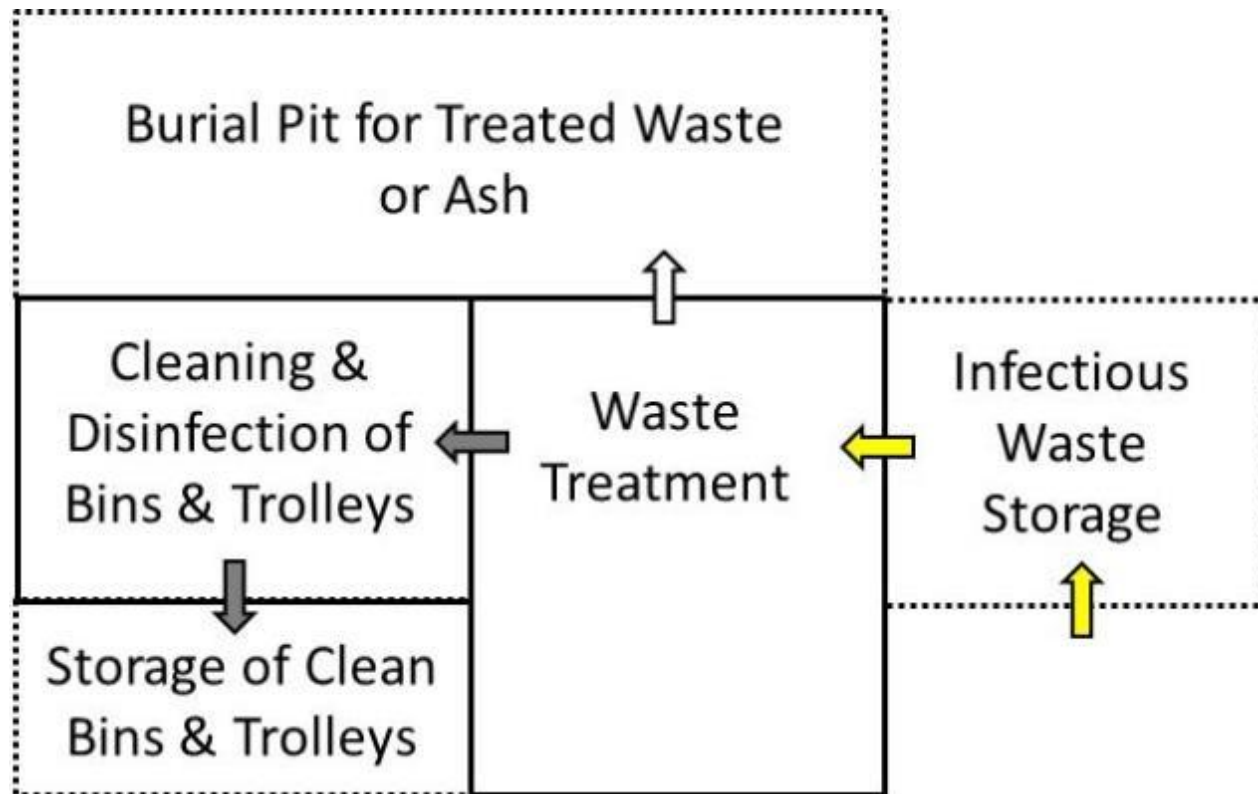 Burial Pit for Treated Waste
or Ash
Cleaning &
Disinfection of
Bins & Trolleys
Waste
Treatment
Infectious
Waste
Storage
Storage of Clean
Bins & Trolleys